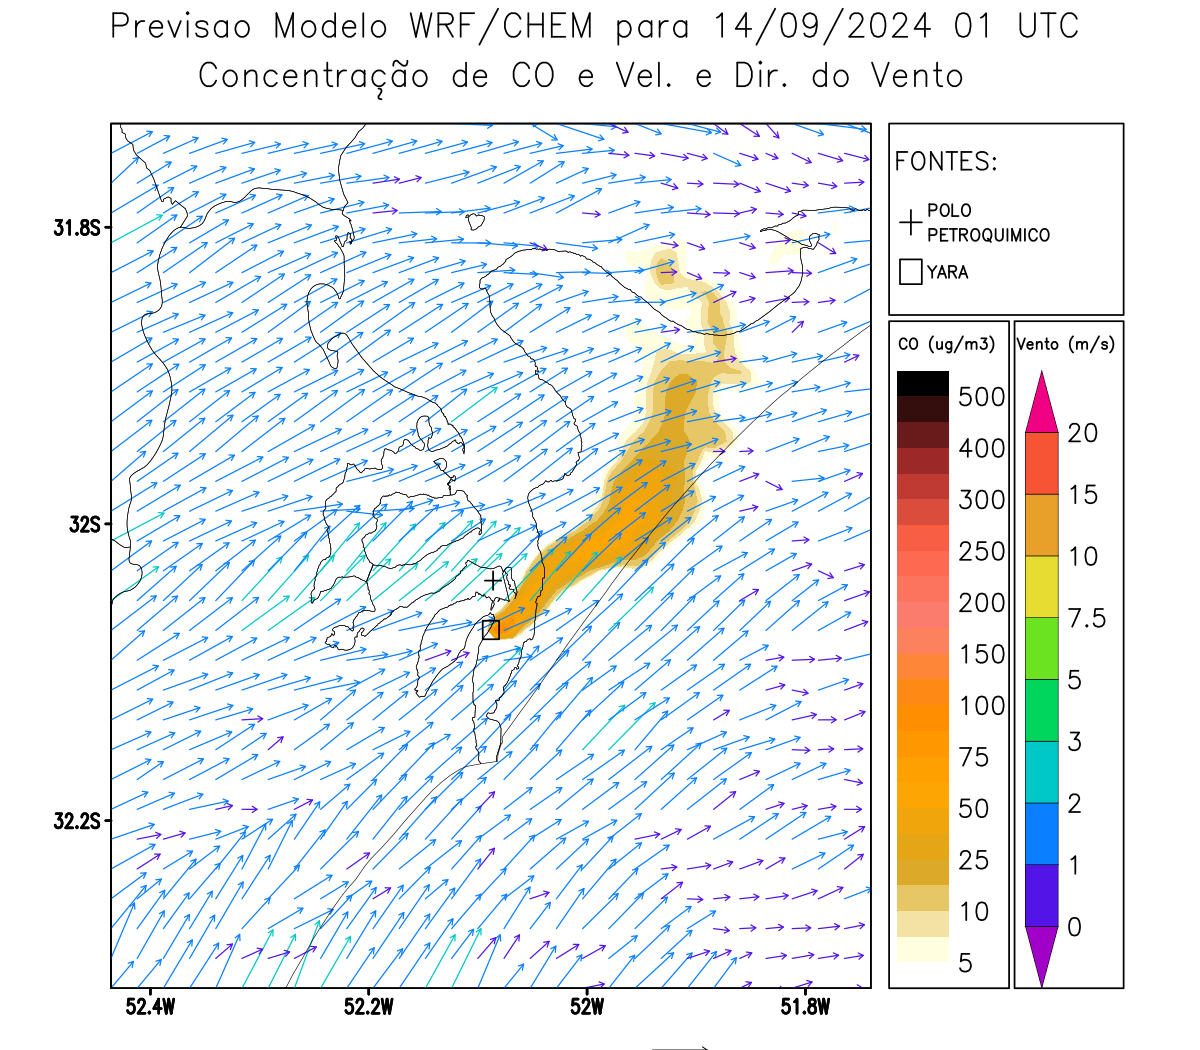 Previsao Modelo WRF/CHEM para 14/09/2024 01 UTC
Concentração de CO e Vel. e Dir. do Vento
FONTES:
POLO
PETROQUIMICO
YARA
CO (ug/m3)
500
400
300
250
200
150
100
75
50
25
10
5
Vento (m/s)
20
15
10
7.5
5
3
2
1
0
31.8S
32S
32.2S
52.4W
52.2W
52W
51.8W